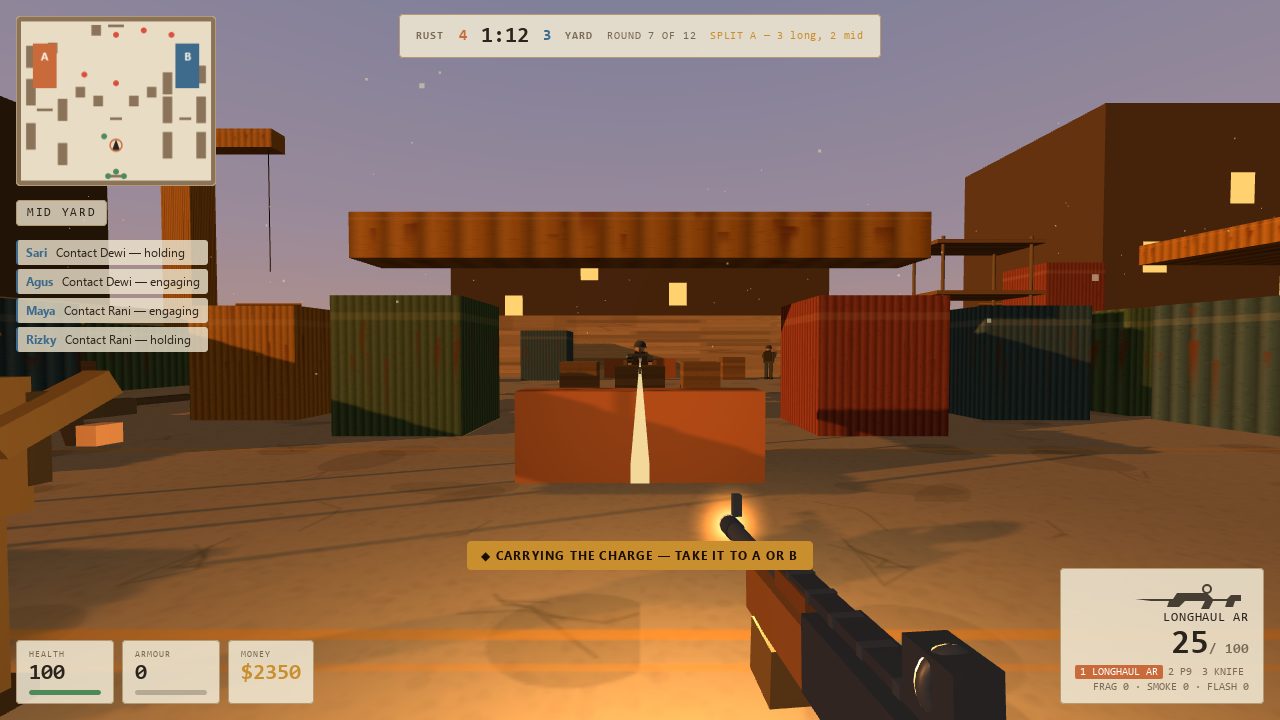 A
B
RUST 4 1:12 3 YARD ROUND 7 OF 12 SPLIT A — 3 long, 2 mid
MID YARD
Sari Contact Dewi — holding
Agus Contact Dewi — engaging
Maya Contact Rani — engaging
Rizky Contact Rani — holding
◆ CARRYING THE CHARGE — TAKE IT TO A OR B
HEALTH
100
ARMOUR
0
MONEY
$2350
LONGHAUL AR
25 / 100
1 LONGHAUL AR 2 P9 3 KNIFE
FRAG 0 · SMOKE 0 · FLASH 0